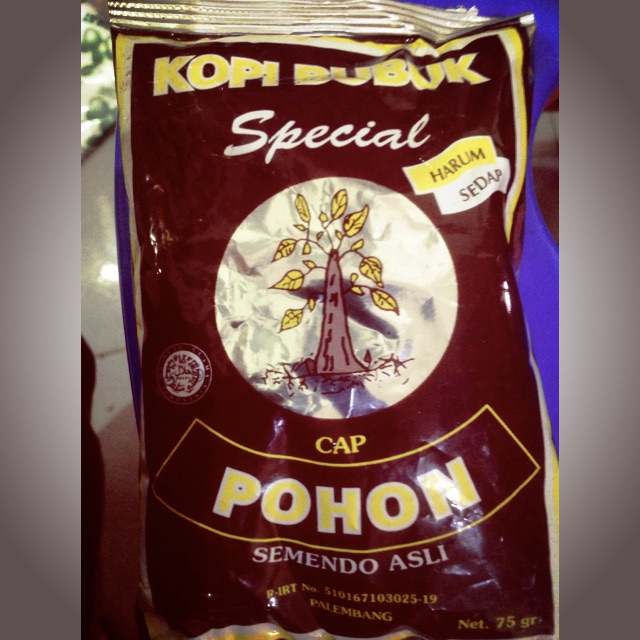 KOPI BUBUK
Special
HARUM
SEDAP
CAP
POHON
SEMENDO ASLI
P-IRT No. 510167103025-19
PALEMBANG
Net. 75 gr